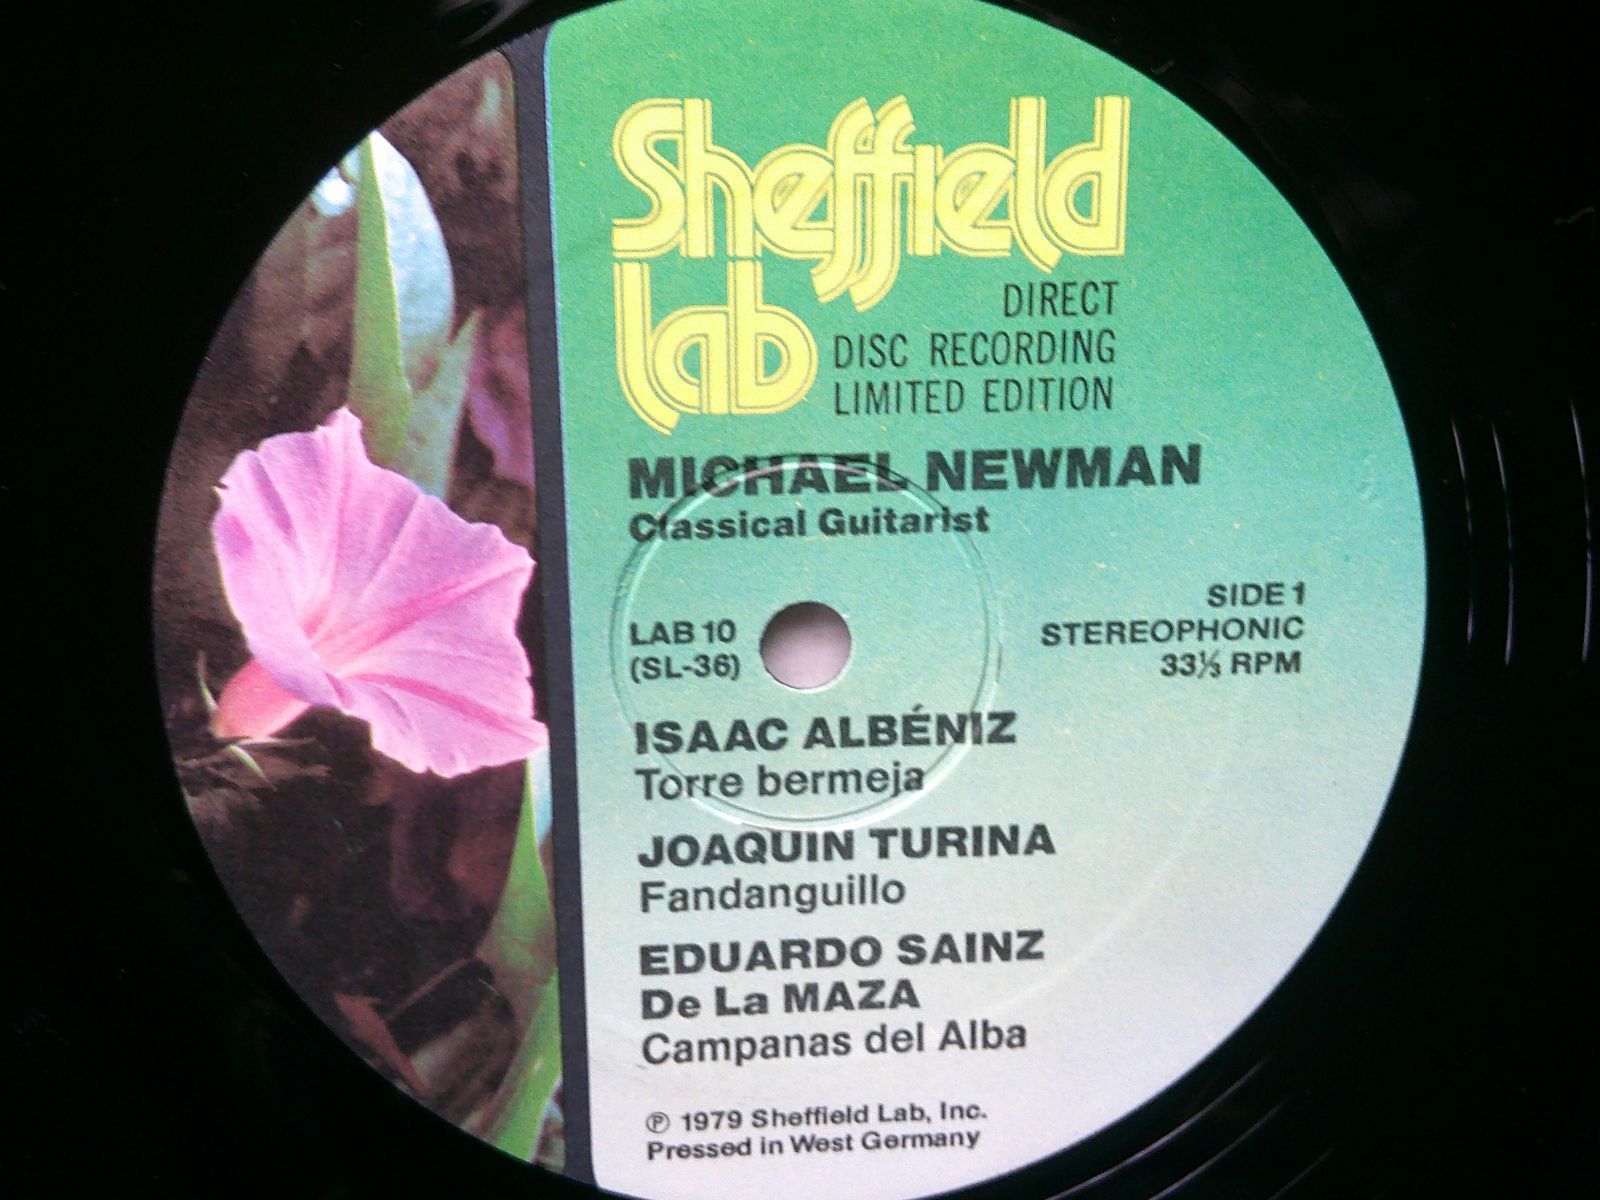 Sheffield
lab
DIRECT
DISC RECORDING
LIMITED EDITION
MICHAEL NEWMAN
Classical Guitarist
LAB 10
(SL-36)
SIDE 1
STEREOPHONIC
33⅓ RPM
ISAAC ALBÉNIZ
Torre bermeja
JOAQUIN TURINA
Fandanguillo
EDUARDO SAINZ
De La MAZA
Campanas del Alba
℗ 1979 Sheffield Lab, Inc.
Pressed in West Germany